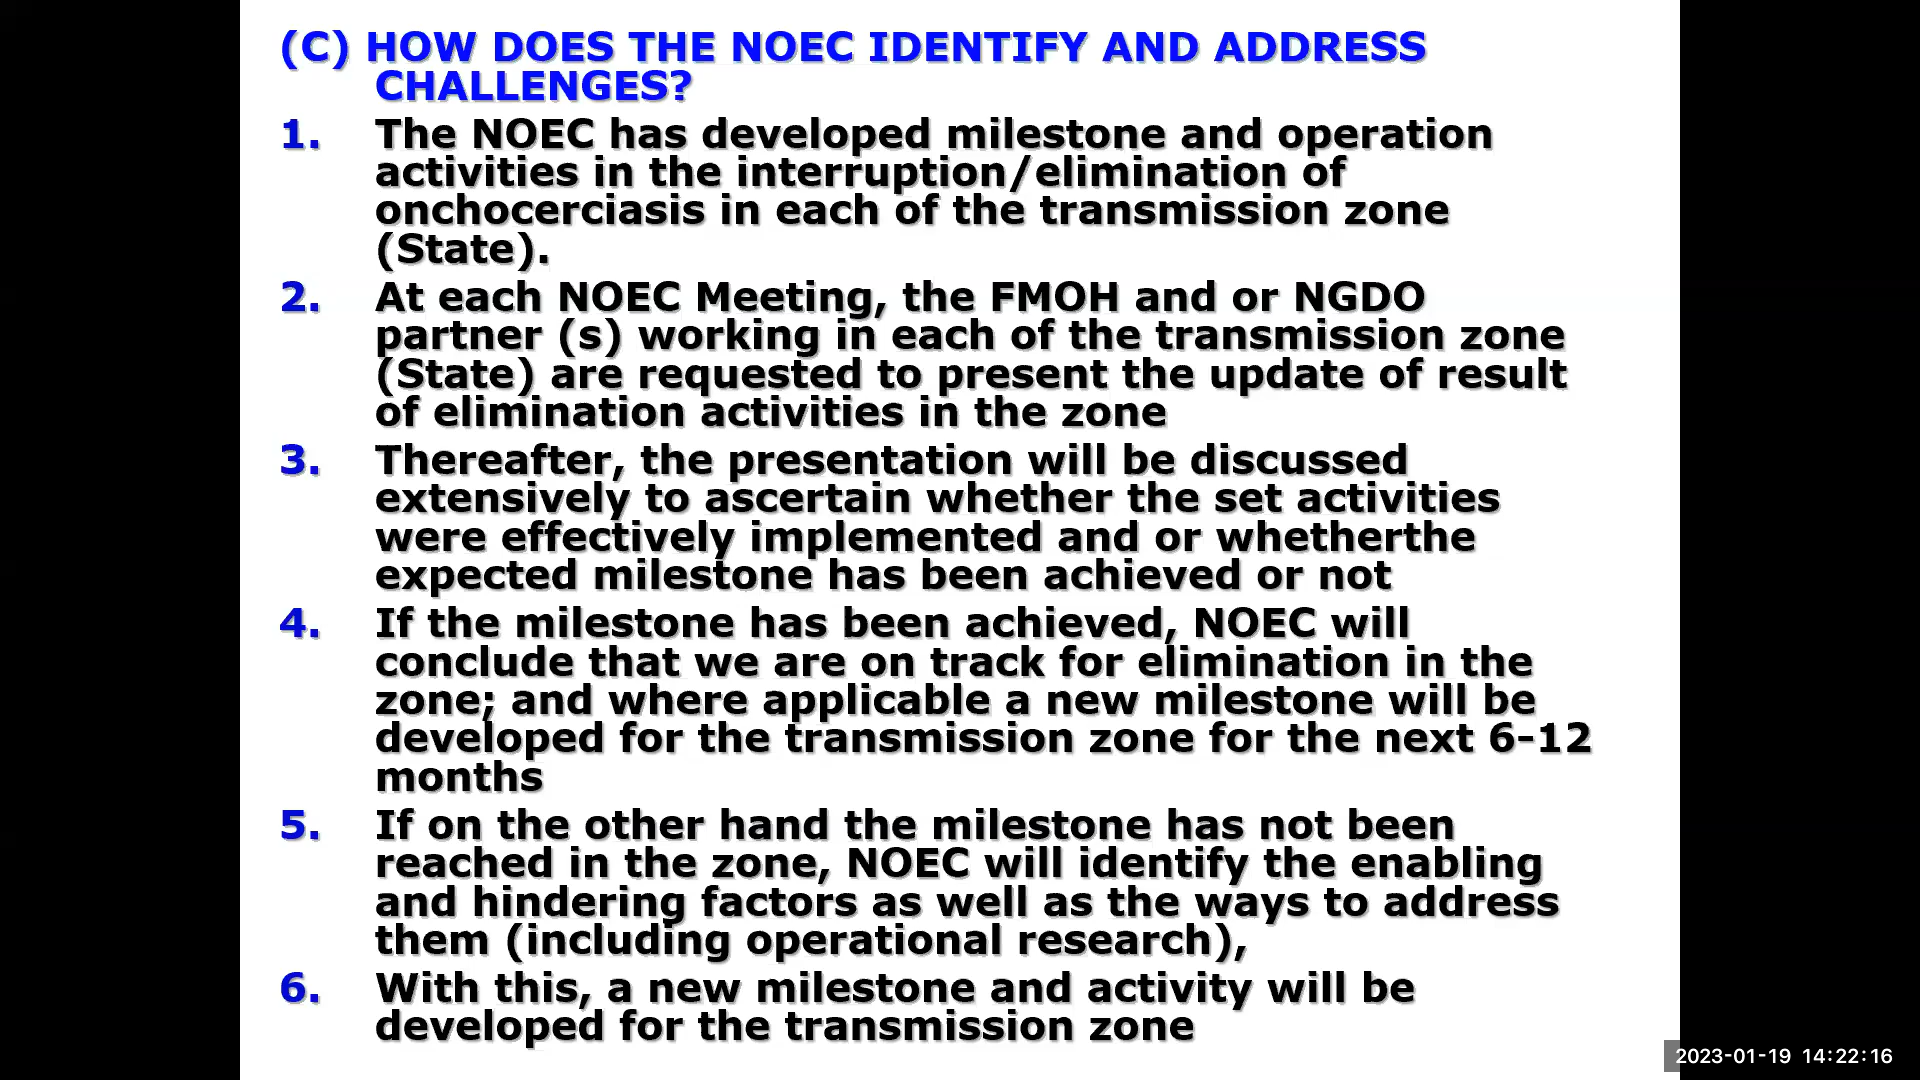 (C) HOW DOES THE NOEC IDENTIFY AND ADDRESS
CHALLENGES?
1. The NOEC has developed milestone and operation
activities in the interruption/elimination of
onchocerciasis in each of the transmission zone
(State).
2. At each NOEC Meeting, the FMOH and or NGDO
partner (s) working in each of the transmission zone
(State) are requested to present the update of result
of elimination activities in the zone
3. Thereafter, the presentation will be discussed
extensively to ascertain whether the set activities
were effectively implemented and or whetherthe
expected milestone has been achieved or not
4. If the milestone has been achieved, NOEC will
conclude that we are on track for elimination in the
zone; and where applicable a new milestone will be
developed for the transmission zone for the next 6-12
months
5. If on the other hand the milestone has not been
reached in the zone, NOEC will identify the enabling
and hindering factors as well as the ways to address
them (including operational research),
6. With this, a new milestone and activity will be
developed for the transmission zone
2023-01-19 14:22:16